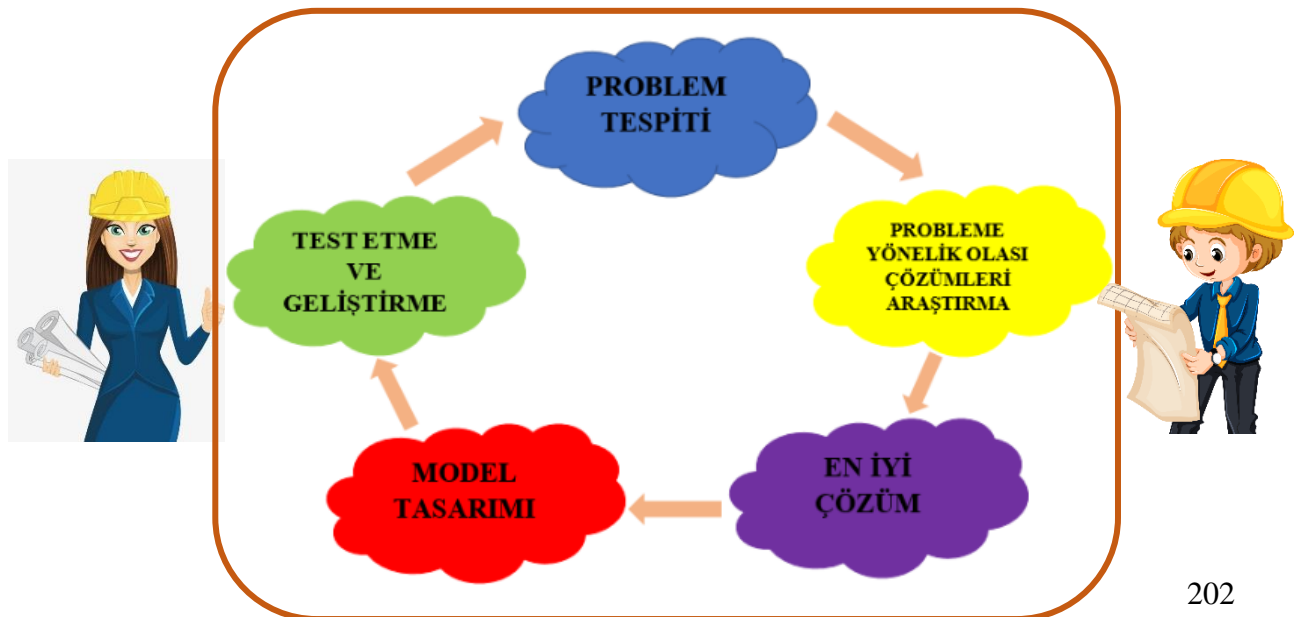 PROBLEM
TESPİTİ
PROBLEME
YÖNELİK OLASI
ÇÖZÜMLERİ
ARAŞTIRMA
EN İYİ
ÇÖZÜM
MODEL
TASARIMI
TEST ETME
VE
GELİŞTİRME
202